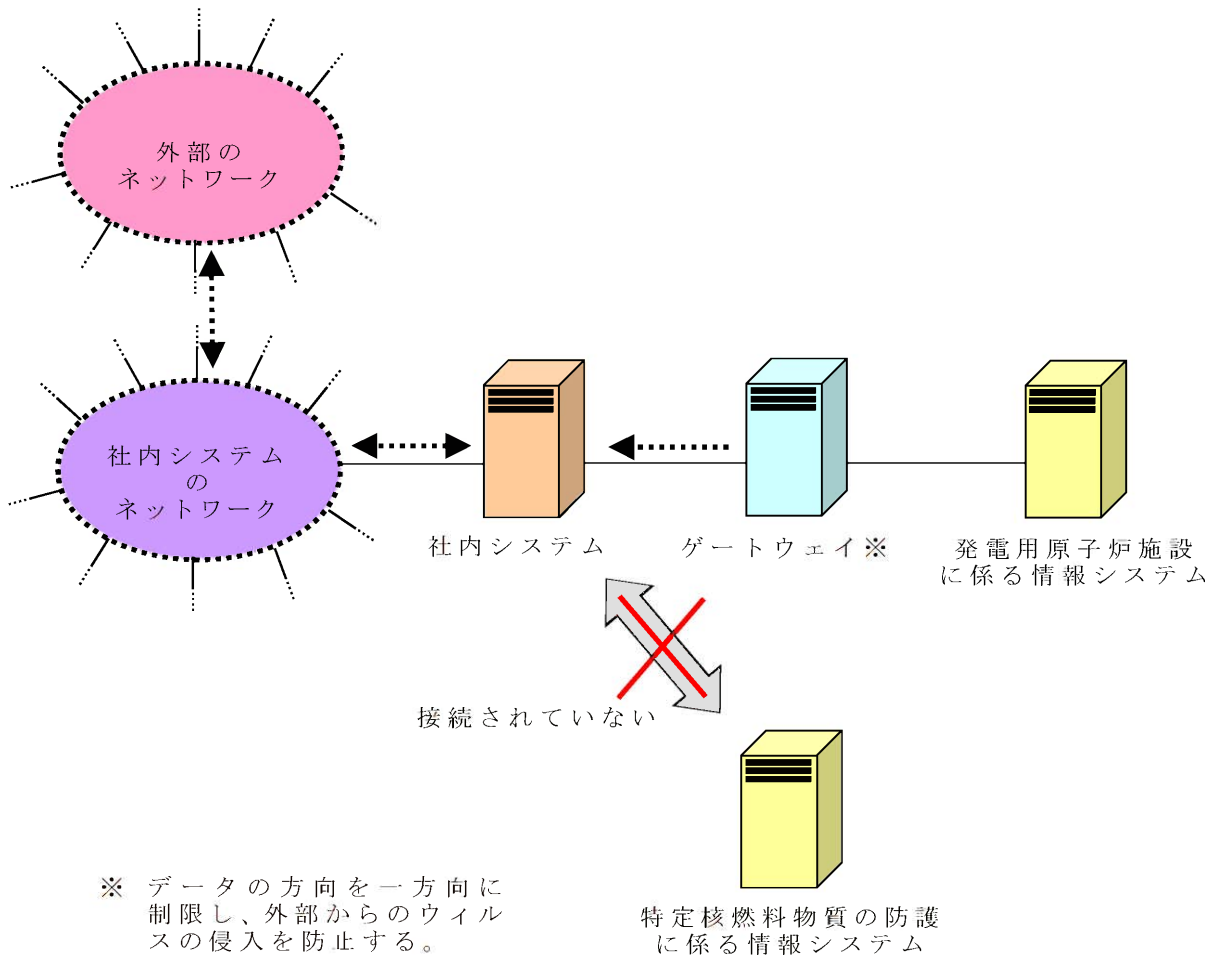 外部の
ネットワーク
社内システム
の
ネットワーク
社内システム
ゲートウェイ※
発電用原子炉施設
に係る情報システム
接続されていない
特定核燃料物質の防護
に係る情報システム
※ データの方向を一方向に
制限し、外部からのウィル
スの侵入を防止する。